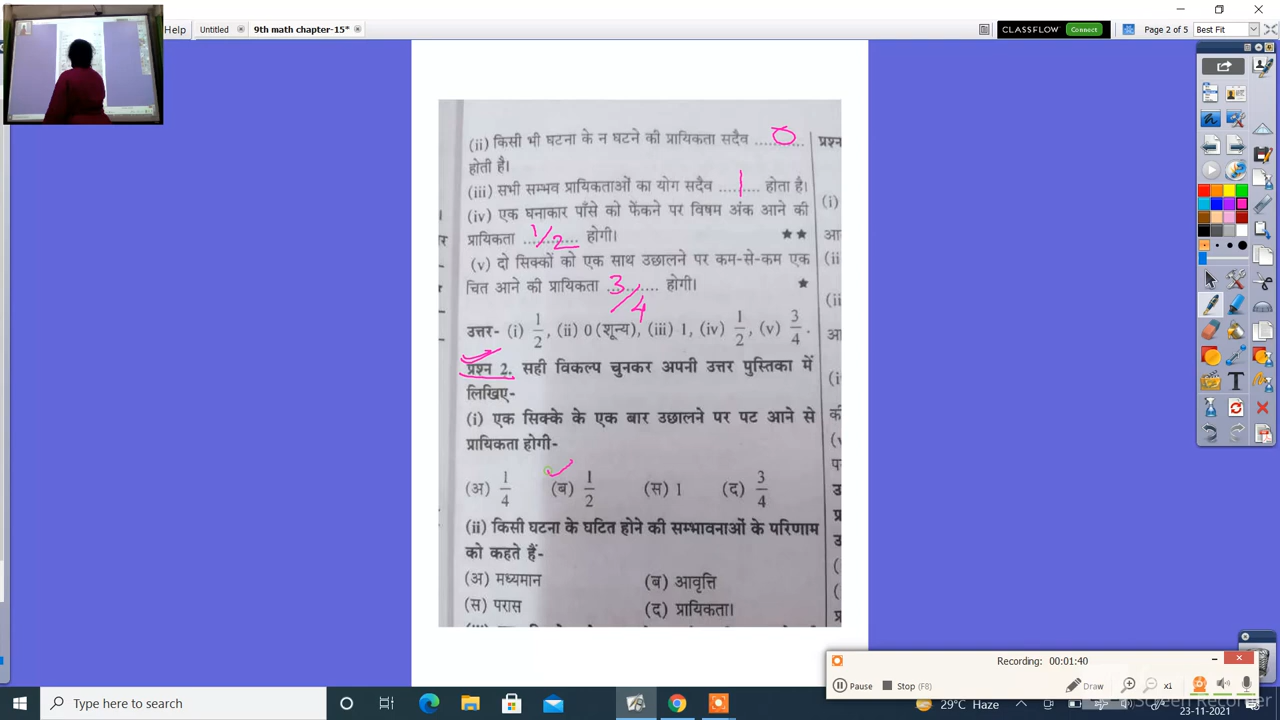 Help
Untitled
9th math chapter-15*
CLASSFLOW
Connect
Page 2 of 5
Best Fit
(ii) किसी भी घटना के न घटने की प्रायिकता सदैव ....0....
होती है।
(iii) सभी सम्भव प्रायिकताओं का योग सदैव ...1... होता है।
(iv) एक घनाकार पाँसे को फेंकने पर विषम अंक आने की
प्रायिकता ...1/2... होगी। ★★
(v) दो सिक्कों को एक साथ उछालने पर कम-से-कम एक
चित आने की प्रायिकता ...3/4... होगी। ★
उत्तर- (i) 1/2, (ii) 0 (शून्य), (iii) 1, (iv) 1/2, (v) 3/4.
प्रश्न 2. सही विकल्प चुनकर अपनी उत्तर पुस्तिका में
लिखिए-
(i) एक सिक्के के एक बार उछालने पर पट आने से
प्रायिकता होगी-
(अ) 1/4 (ब) 1/2 (स) 1 (द) 3/4
(ii) किसी घटना के घटित होने की सम्भावनाओं के परिणाम
को कहते हैं-
(अ) मध्यमान (ब) आवृत्ति
(स) परास (द) प्रायिकता।
प्रश्न
(i)
Recording: 00:01:40
Pause
Stop (F8)
x1
Draw
Type here to search
29°C Haze
23-11-2021
Screen Recorder